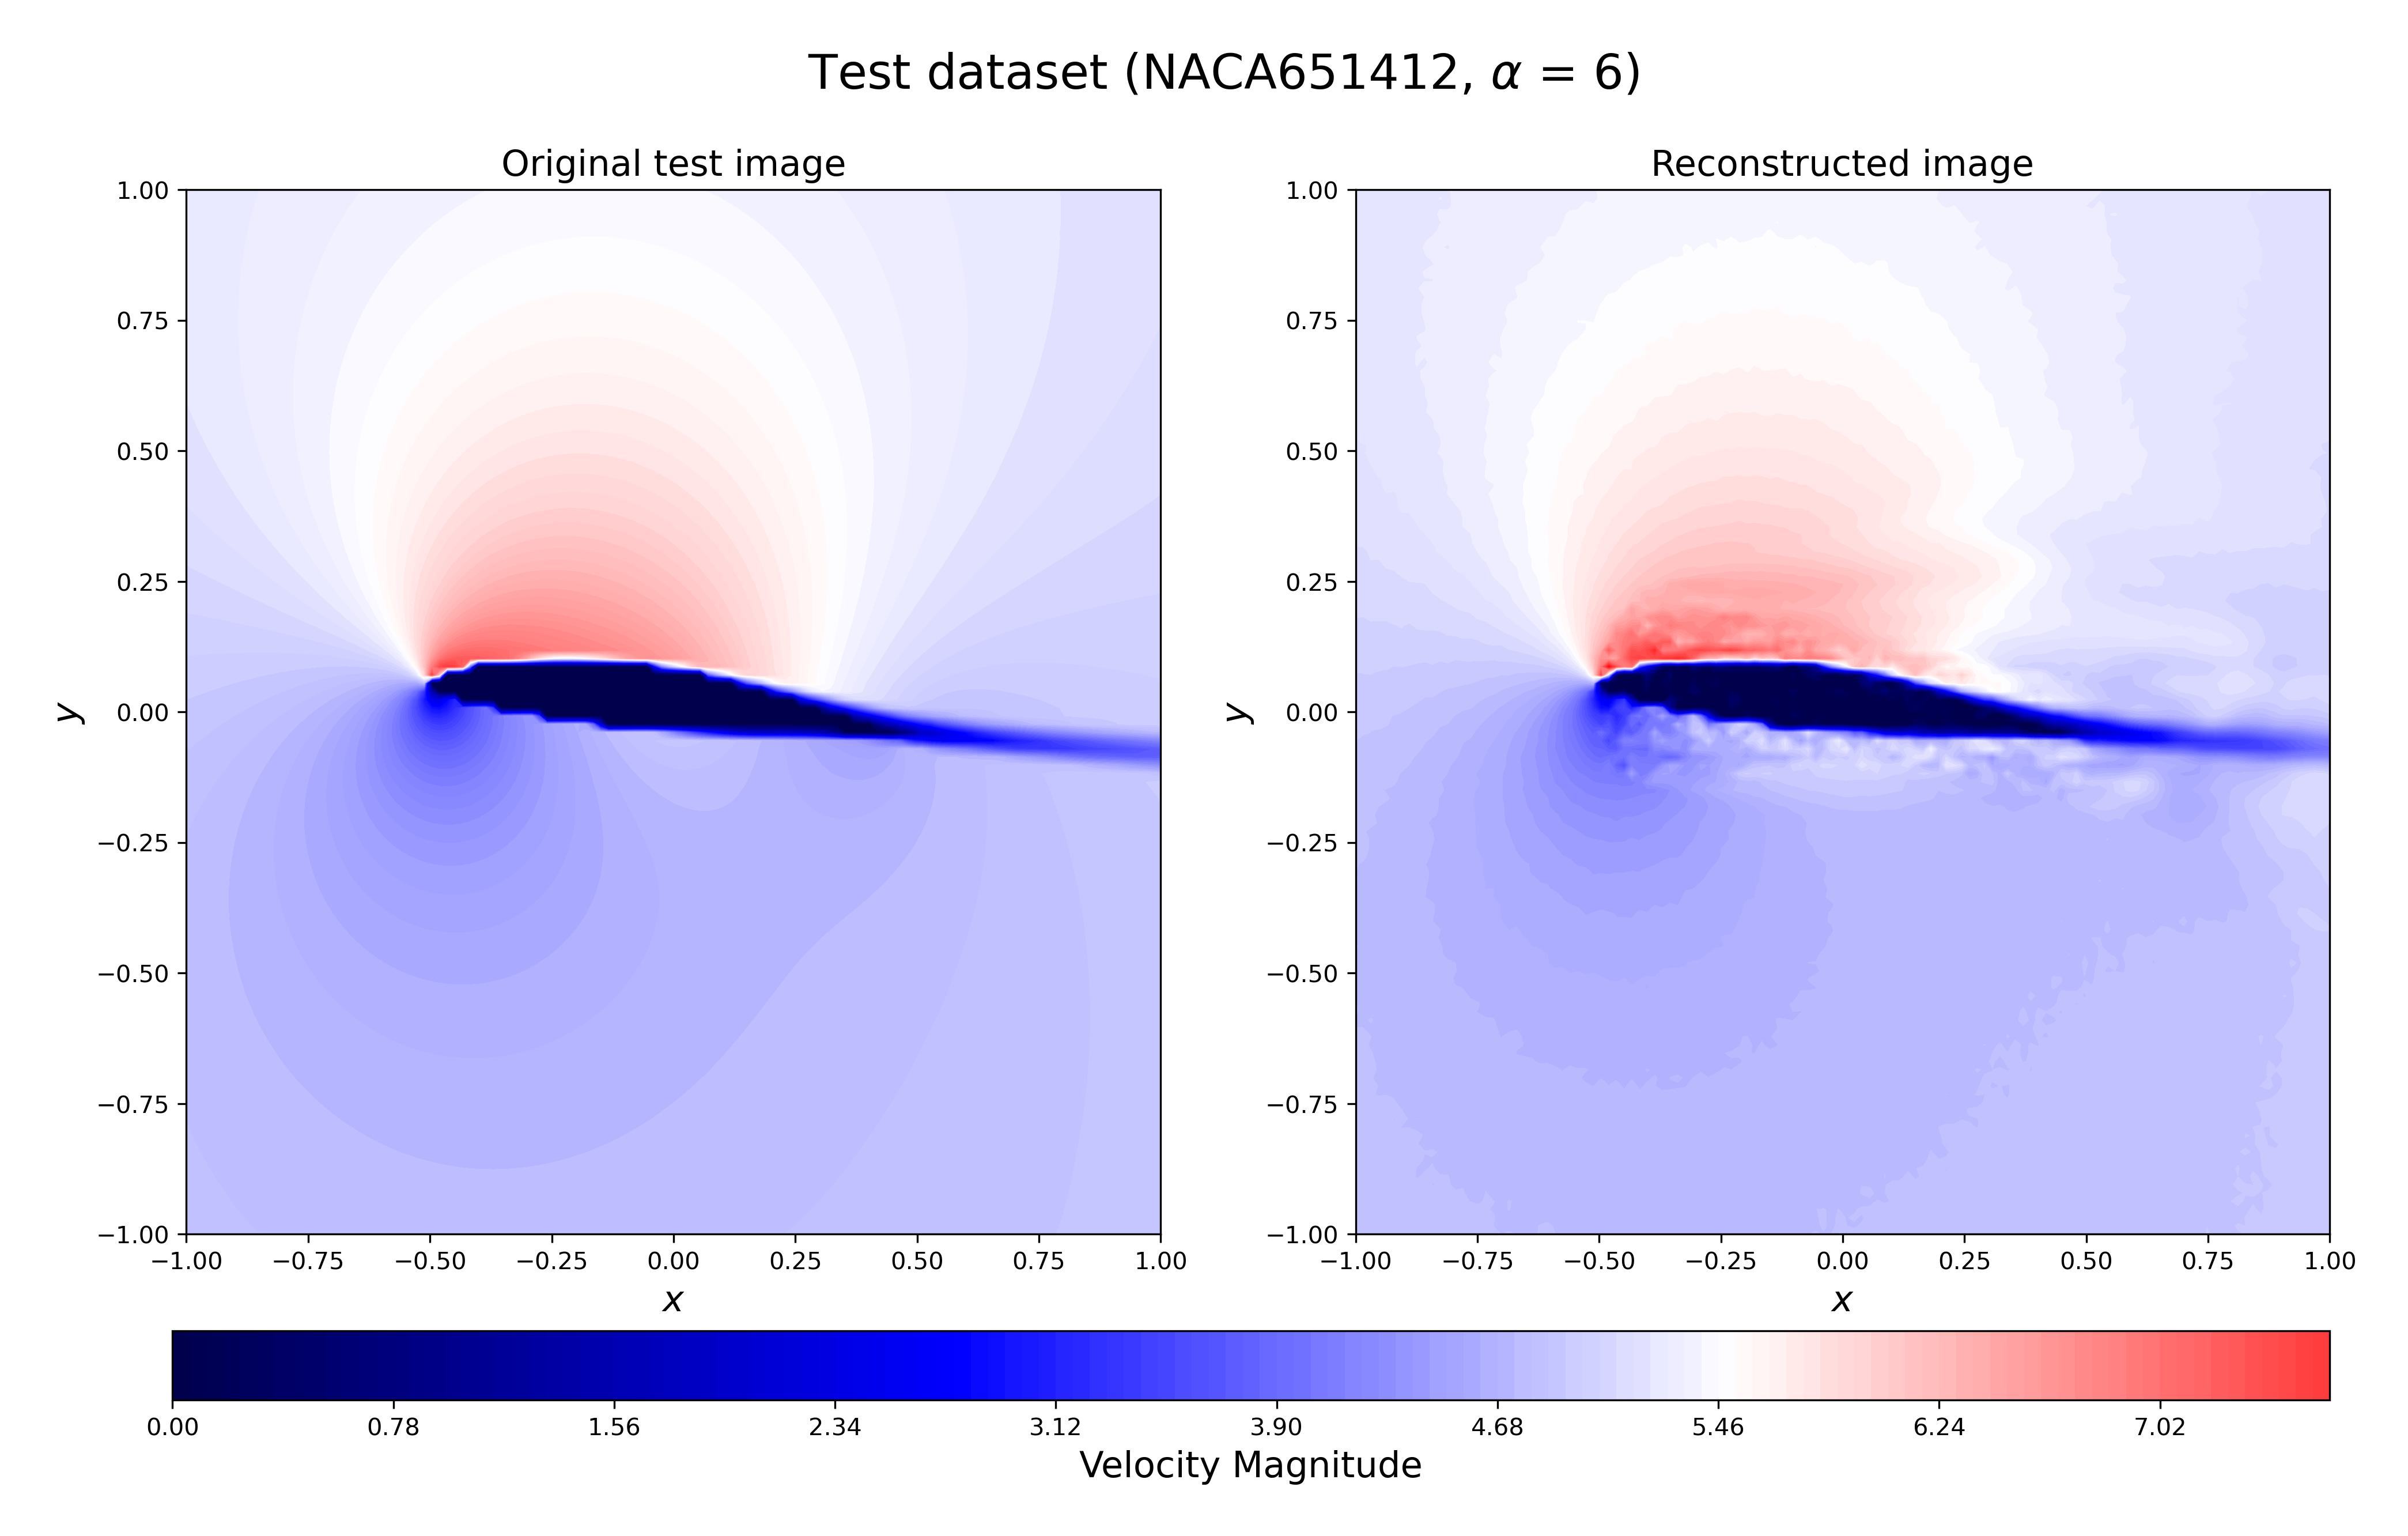 Test dataset (NACA651412, α = 6)
Original test image
Reconstructed image
1.00
0.75
0.50
0.25
0.00
−0.25
−0.50
−0.75
−1.00
y
−1.00 −0.75 −0.50 −0.25 0.00 0.25 0.50 0.75 1.00
x
1.00
0.75
0.50
0.25
0.00
−0.25
−0.50
−0.75
−1.00
y
−1.00 −0.75 −0.50 −0.25 0.00 0.25 0.50 0.75 1.00
x
0.00 0.78 1.56 2.34 3.12 3.90 4.68 5.46 6.24 7.02
Velocity Magnitude